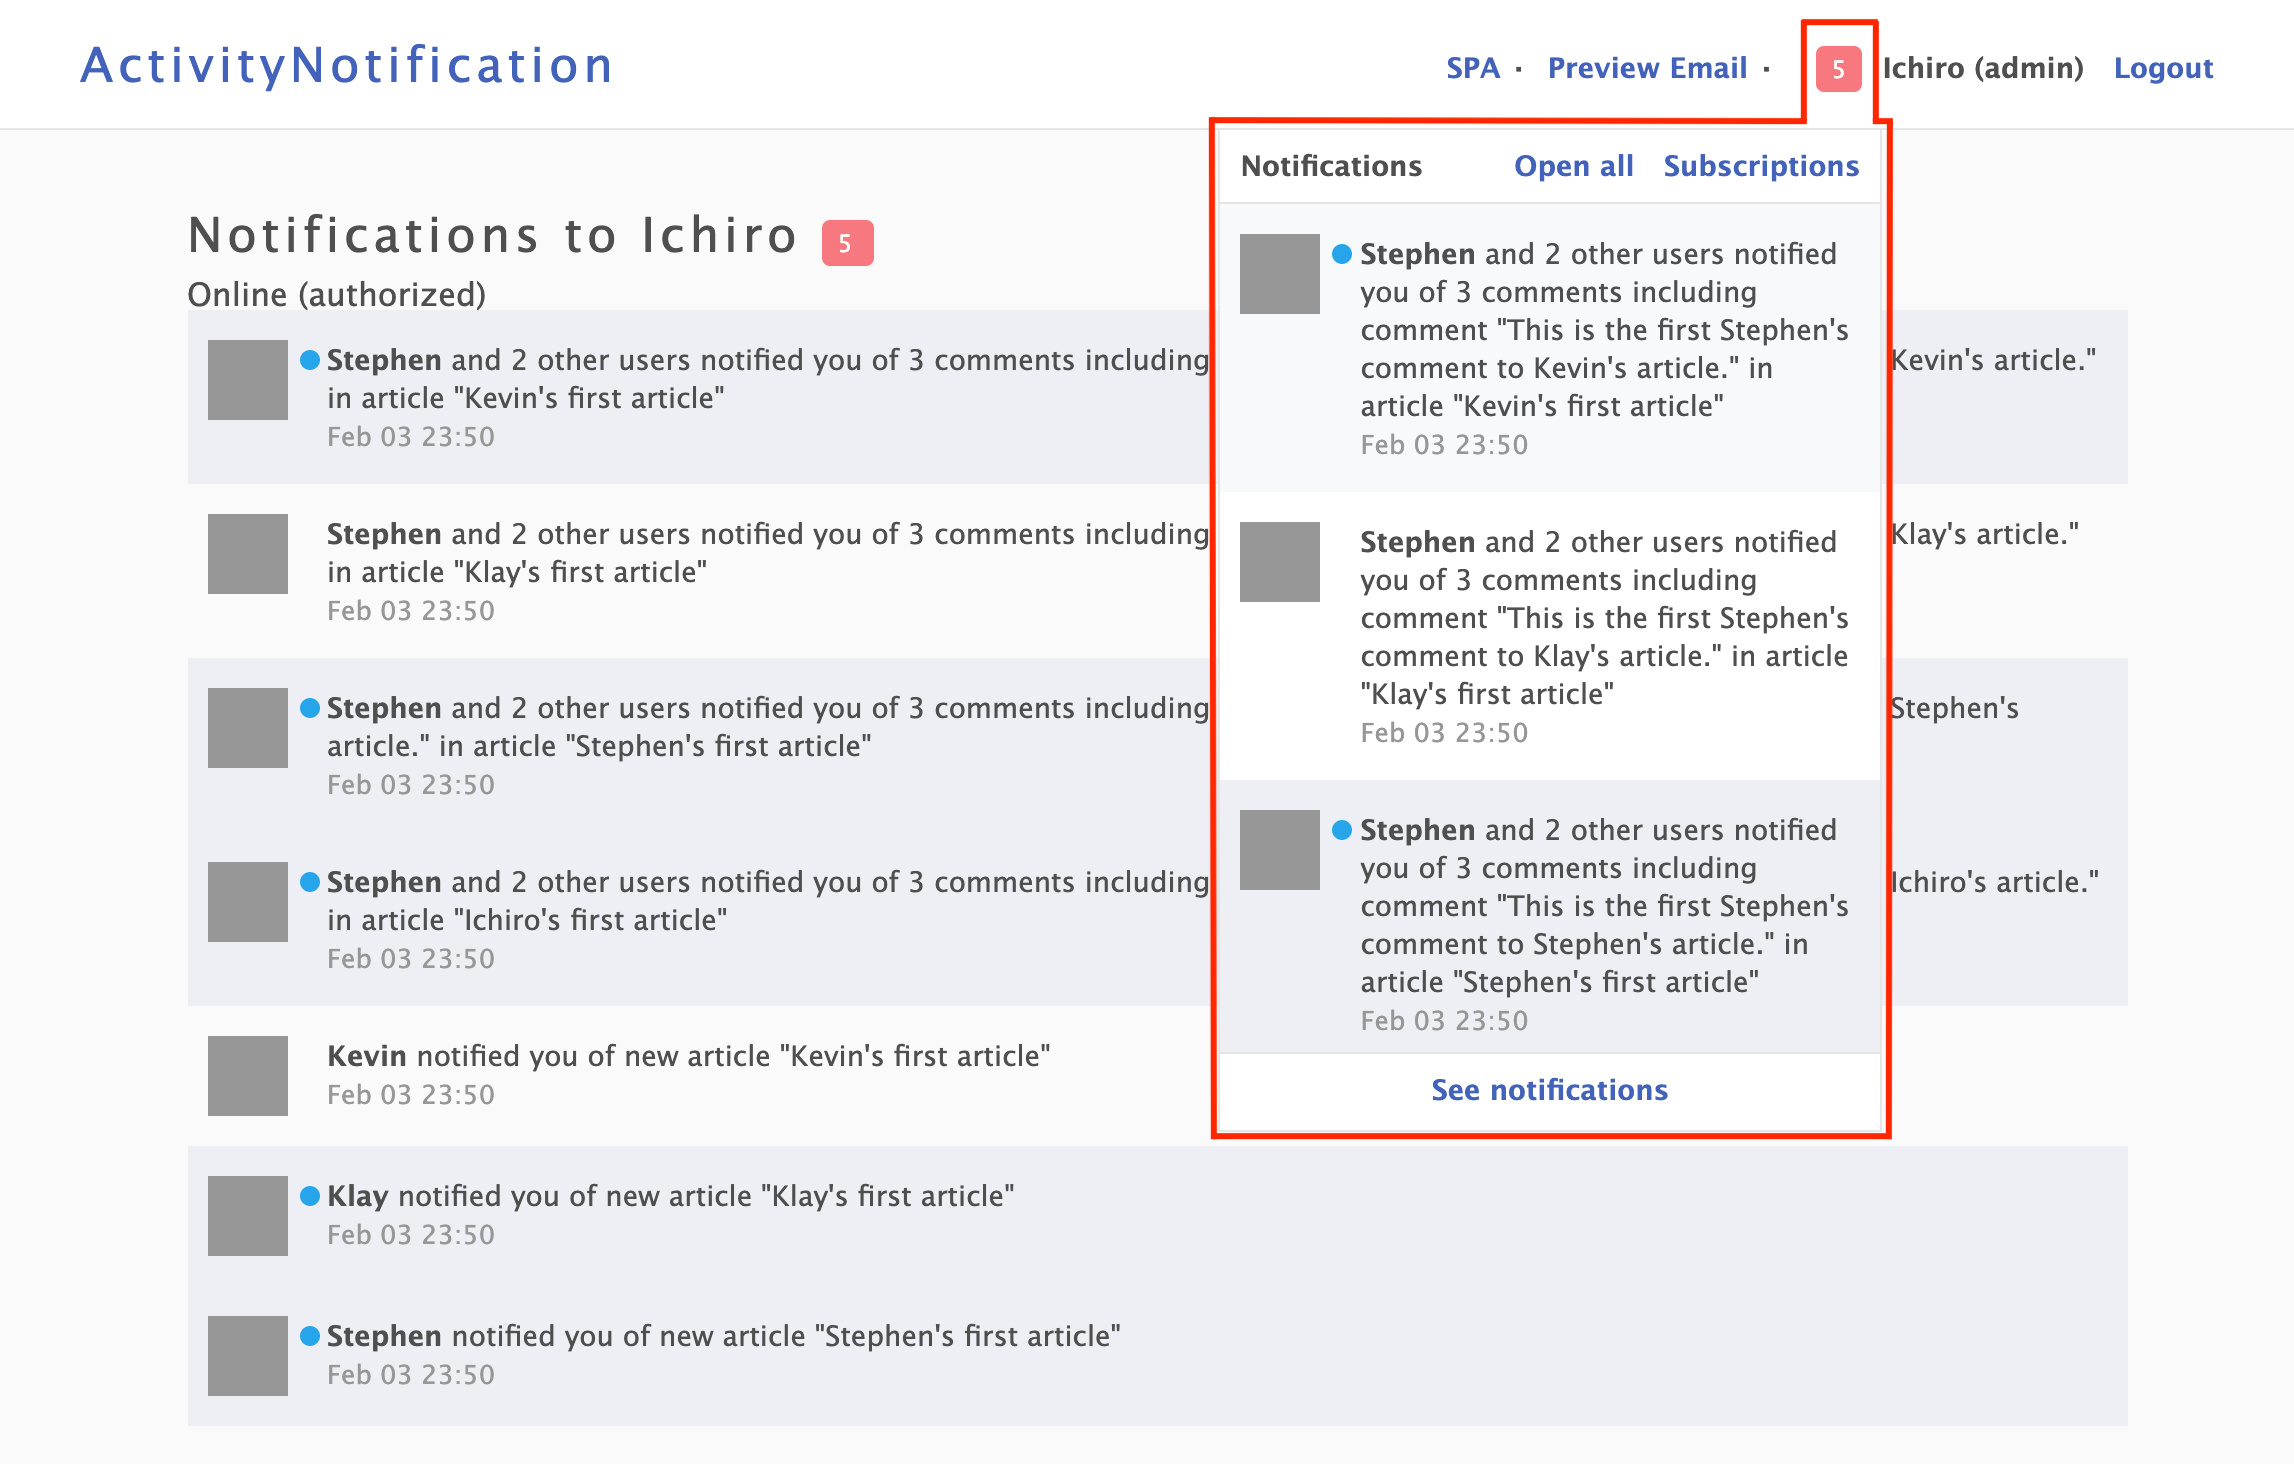 ActivityNotification
SPA · Preview Email · 5 Ichiro (admin) Logout
Notifications to Ichiro 5
Online (authorized)
Stephen and 2 other users notified you of 3 comments including
Kevin's article."
in article "Kevin's first article"
Feb 03 23:50
Stephen and 2 other users notified you of 3 comments including
Klay's article."
in article "Klay's first article"
Feb 03 23:50
Stephen and 2 other users notified you of 3 comments including
Stephen's
article." in article "Stephen's first article"
Feb 03 23:50
Stephen and 2 other users notified you of 3 comments including
Ichiro's article."
in article "Ichiro's first article"
Feb 03 23:50
Kevin notified you of new article "Kevin's first article"
Feb 03 23:50
Klay notified you of new article "Klay's first article"
Feb 03 23:50
Stephen notified you of new article "Stephen's first article"
Feb 03 23:50
Notifications Open all Subscriptions
Stephen and 2 other users notified
you of 3 comments including
comment "This is the first Stephen's
comment to Kevin's article." in
article "Kevin's first article"
Feb 03 23:50
Stephen and 2 other users notified
you of 3 comments including
comment "This is the first Stephen's
comment to Klay's article." in article
"Klay's first article"
Feb 03 23:50
Stephen and 2 other users notified
you of 3 comments including
comment "This is the first Stephen's
comment to Stephen's article." in
article "Stephen's first article"
Feb 03 23:50
See notifications